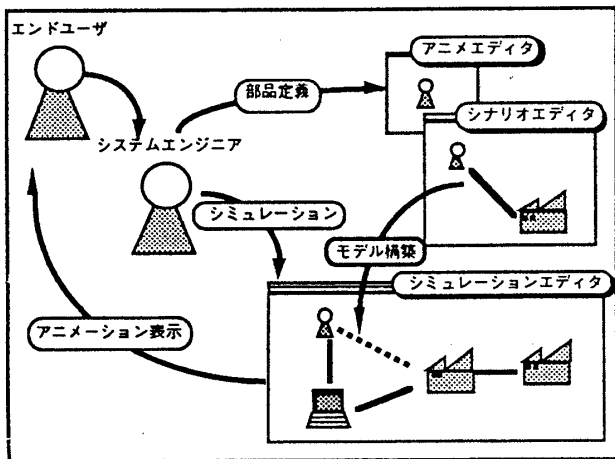 エンドユーザ
アニメエディタ
部品定義
シナリオエディタ
システムエンジニア
シミュレーション
モデル構築
シミュレーションエディタ
アニメーション表示